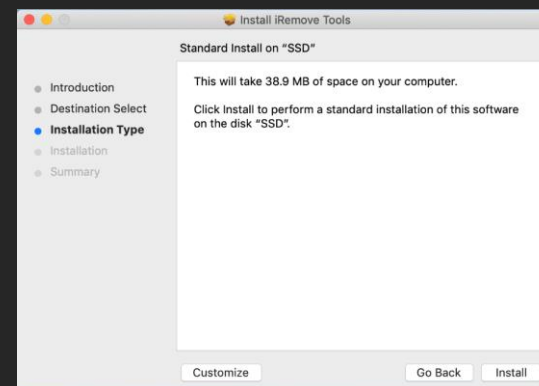 Install iRemove Tools
Standard Install on “SSD”
Introduction
Destination Select
Installation Type
Installation
Summary
This will take 38.9 MB of space on your computer.
Click Install to perform a standard installation of this software
on the disk “SSD”.
Customize
Go Back
Install